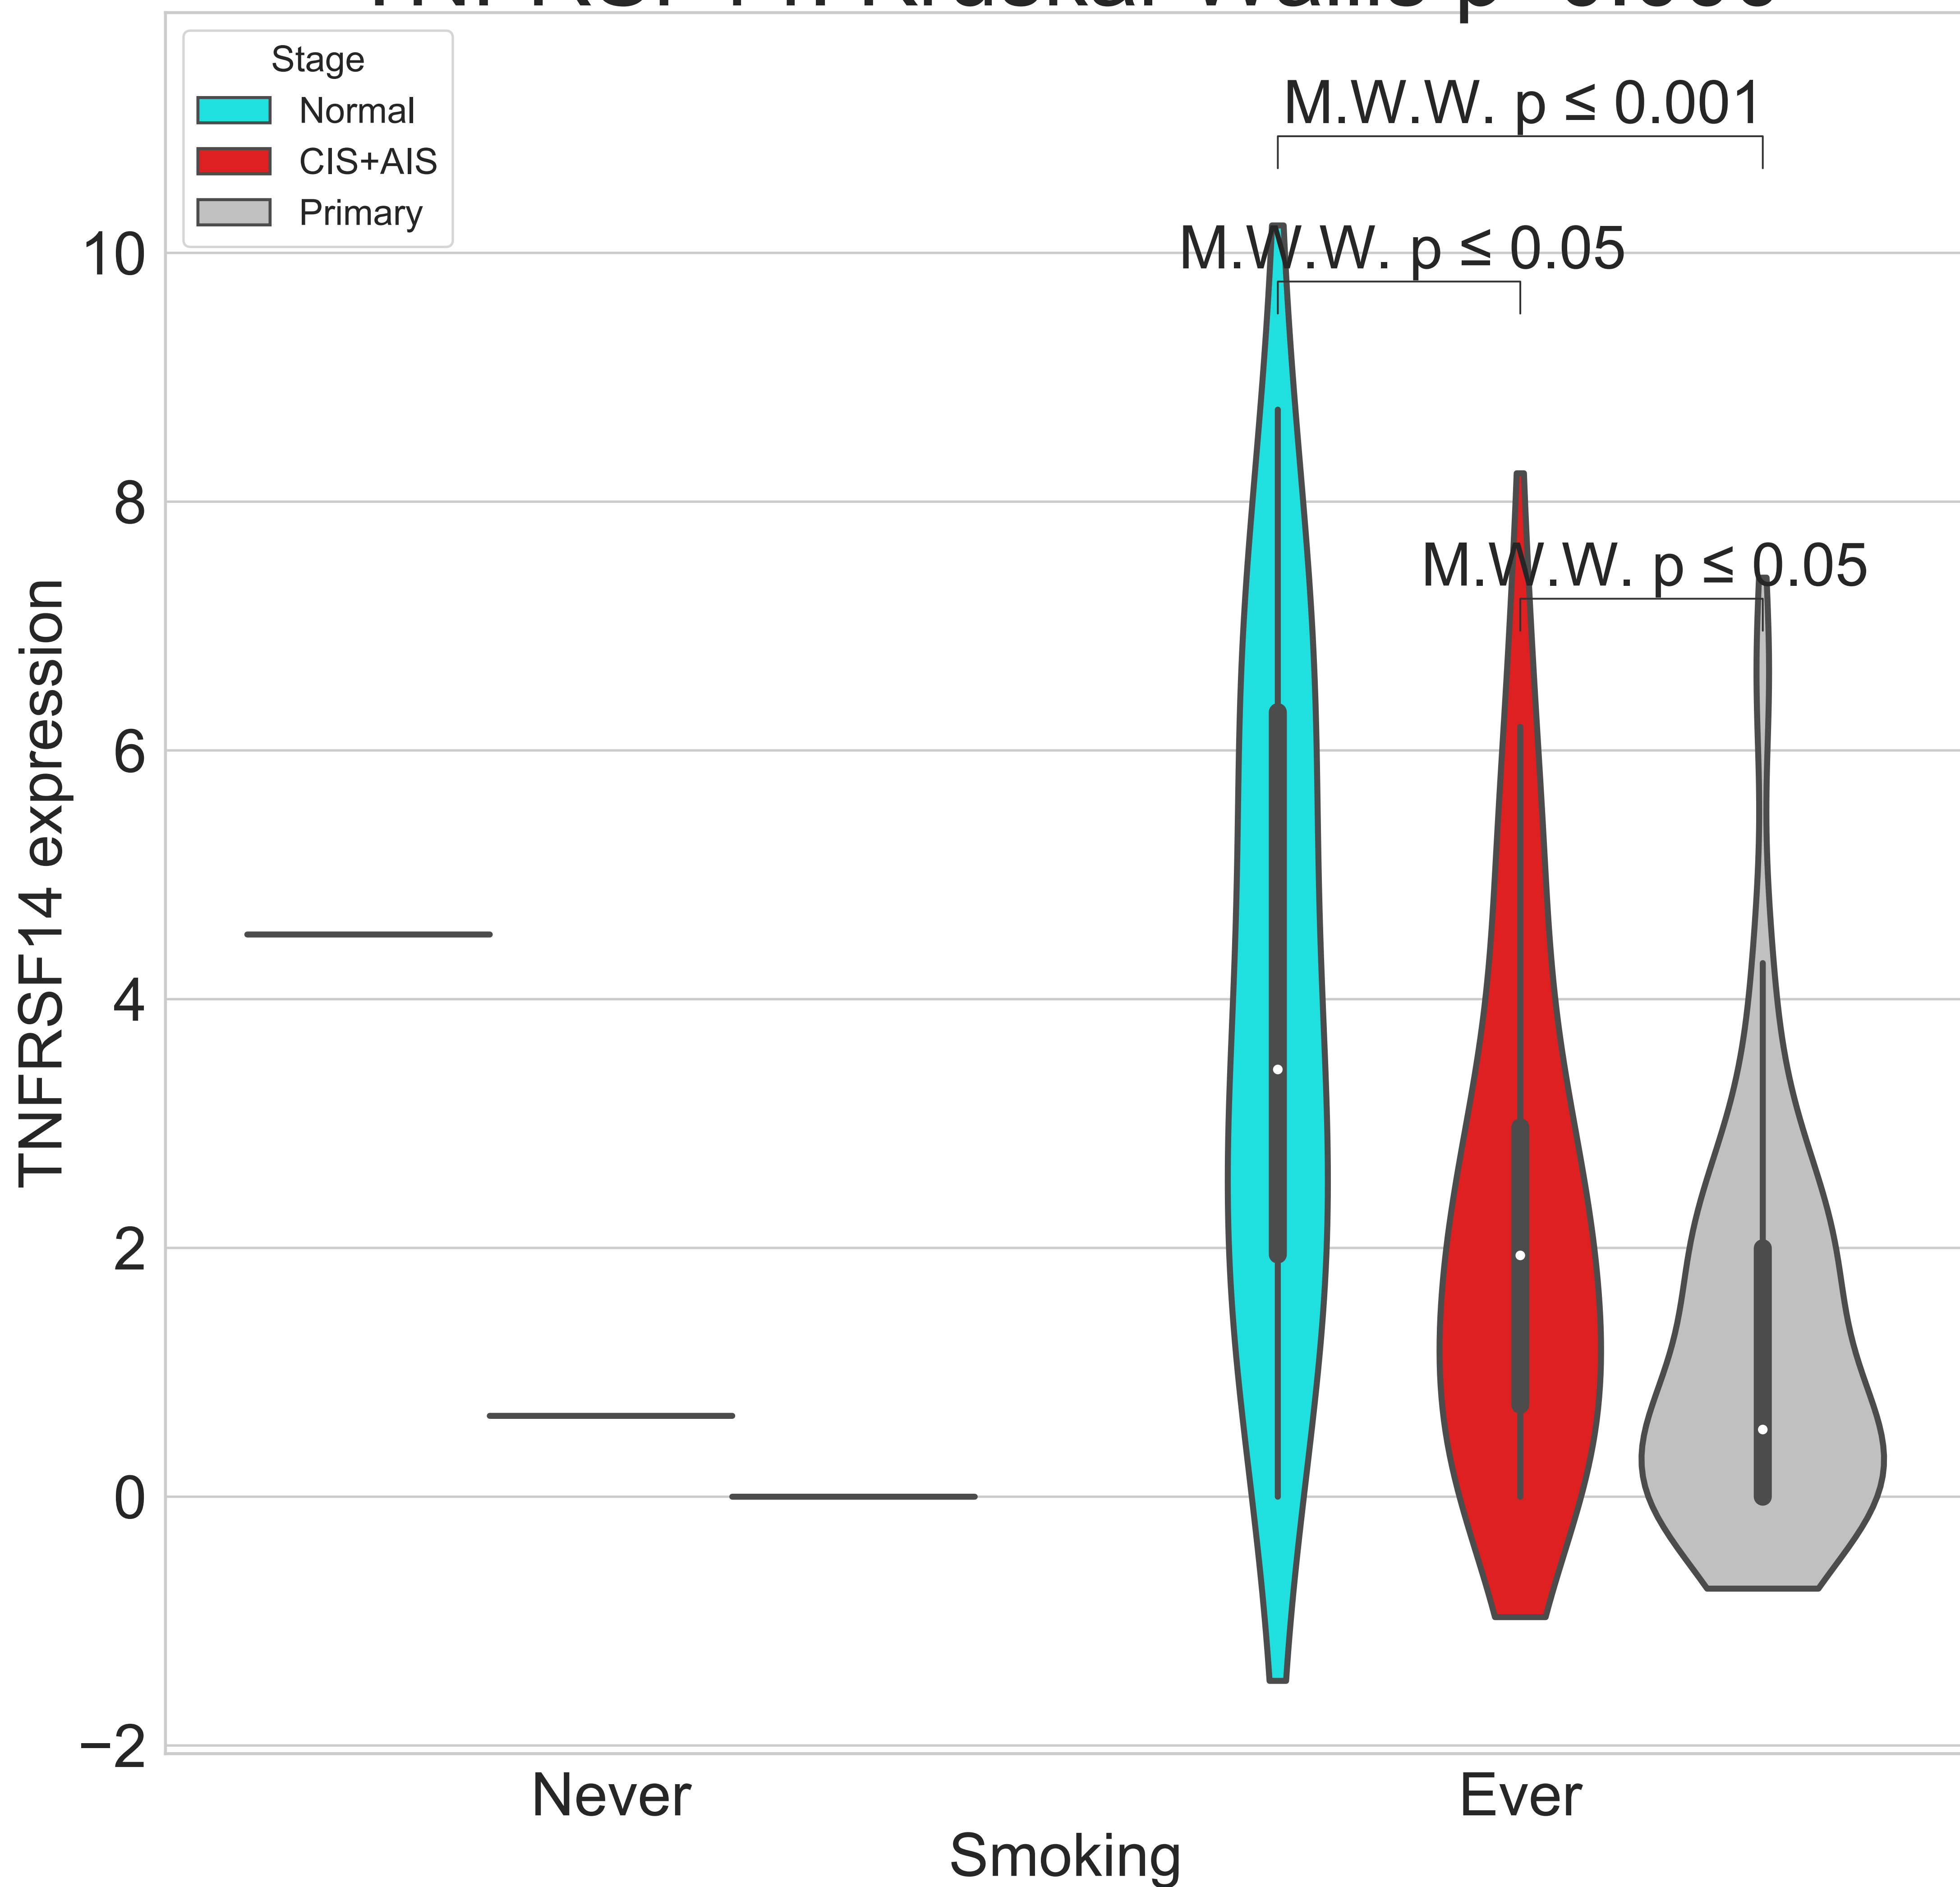 Stage
Normal
CIS+AIS
Primary
M.W.W. p ≤ 0.001
M.W.W. p ≤ 0.05
M.W.W. p ≤ 0.05
10
8
6
4
2
0
−2
TNFRSF14 expression
Never
Ever
Smoking